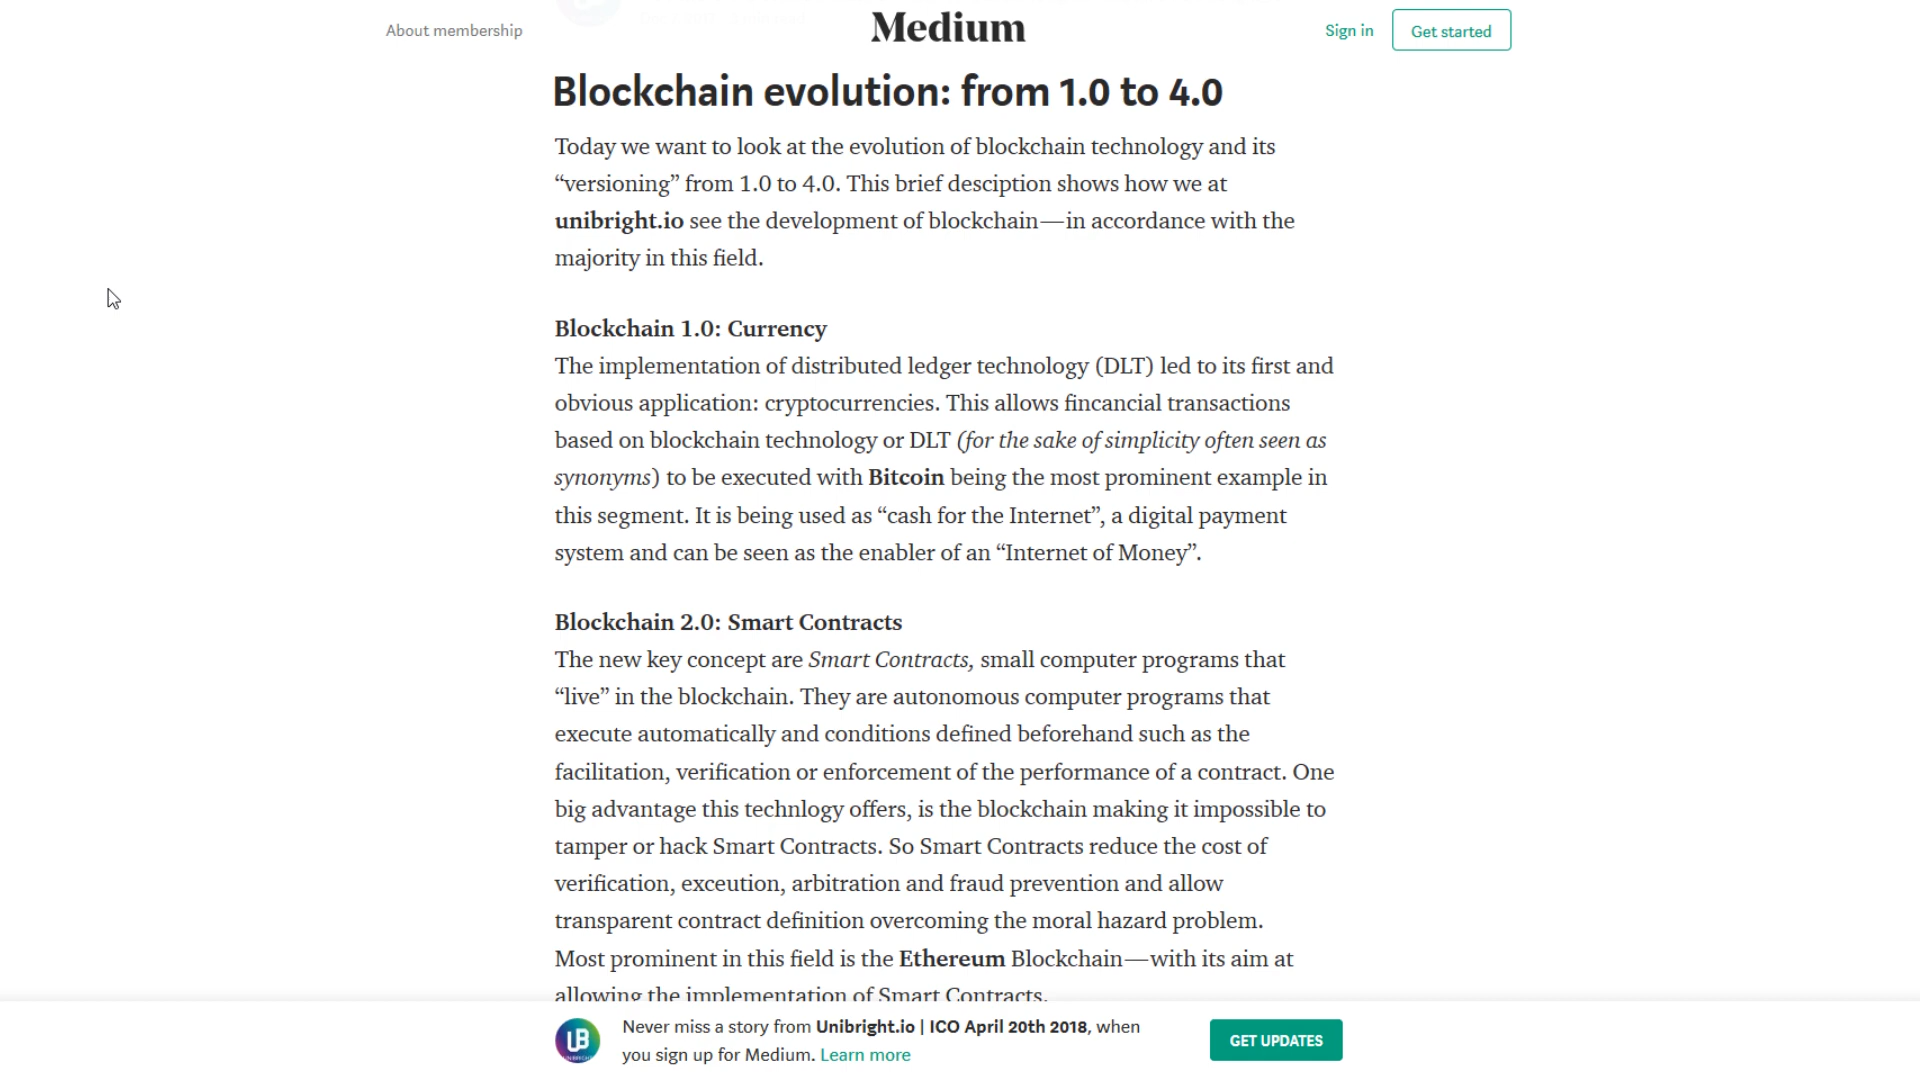 About membership
Medium
Sign in
Get started
Blockchain evolution: from 1.0 to 4.0
Today we want to look at the evolution of blockchain technology and its
“versioning” from 1.0 to 4.0. This brief desciption shows how we at
unibright.io see the development of blockchain—in accordance with the
majority in this field.
Blockchain 1.0: Currency
The implementation of distributed ledger technology (DLT) led to its first and
obvious application: cryptocurrencies. This allows fincancial transactions
based on blockchain technology or DLT (for the sake of simplicity often seen as
synonyms) to be executed with Bitcoin being the most prominent example in
this segment. It is being used as “cash for the Internet”, a digital payment
system and can be seen as the enabler of an “Internet of Money”.
Blockchain 2.0: Smart Contracts
The new key concept are Smart Contracts, small computer programs that
“live” in the blockchain. They are autonomous computer programs that
execute automatically and conditions defined beforehand such as the
facilitation, verification or enforcement of the performance of a contract. One
big advantage this technlogy offers, is the blockchain making it impossible to
tamper or hack Smart Contracts. So Smart Contracts reduce the cost of
verification, exceution, arbitration and fraud prevention and allow
transparent contract definition overcoming the moral hazard problem.
Most prominent in this field is the Ethereum Blockchain—with its aim at
allowing the implementation of Smart Contracts.
UB
Never miss a story from Unibright.io | ICO April 20th 2018, when
you sign up for Medium. Learn more
GET UPDATES